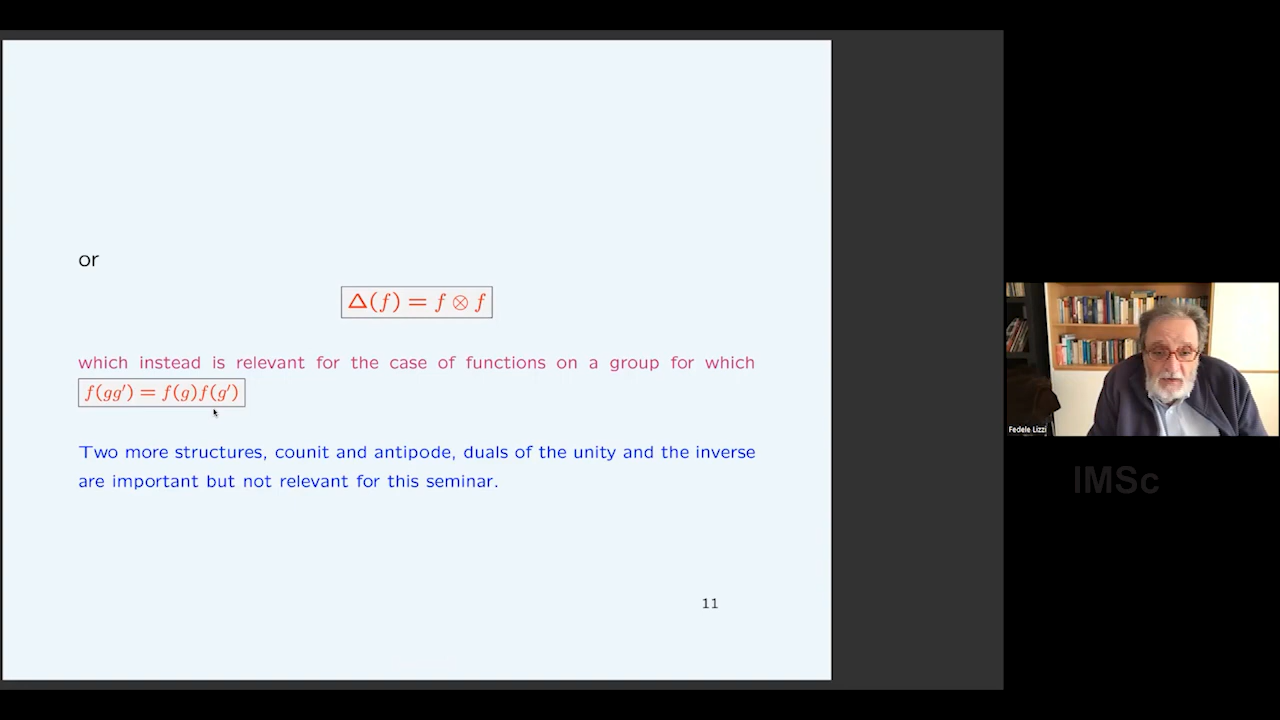 or
Δ(f) = f ⊗ f
which instead is relevant for the case of functions on a group for which
f(gg′) = f(g)f(g′)
Two more structures, counit and antipode, duals of the unity and the inverse
are important but not relevant for this seminar.
11
Fedele Lizzi
IMSc